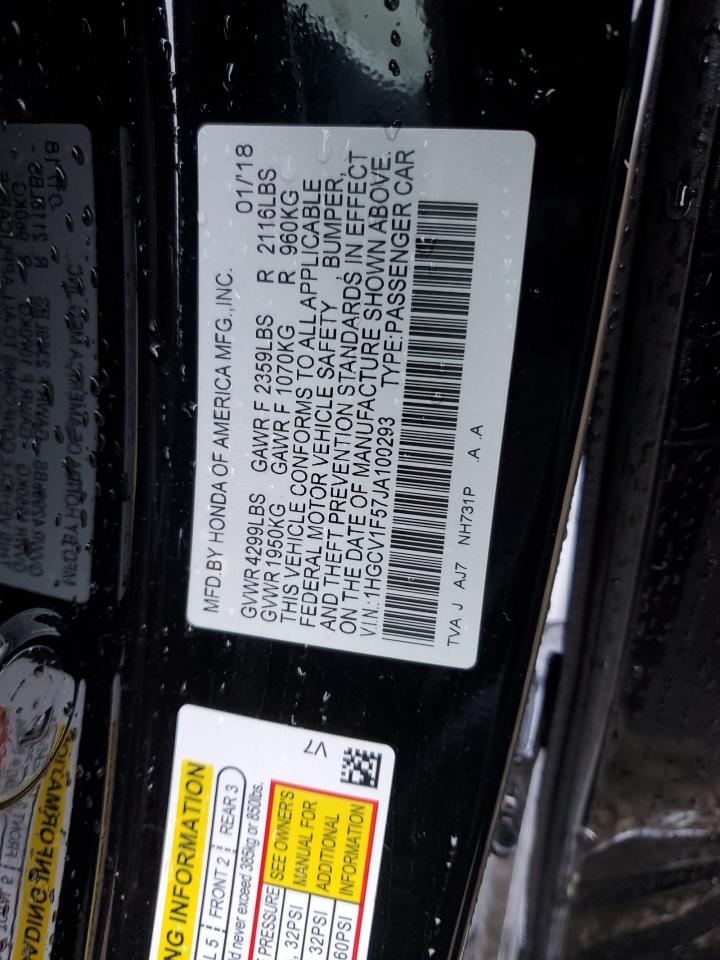 MFD.BY HONDA OF AMERICA MFG.,INC. 01/'18
GVWR 4299LBS GAWR F 2359LBS R 2116LBS
GVWR 1950KG GAWR F 1070KG R 960KG
THIS VEHICLE CONFORMS TO ALL APPLICABLE
FEDERAL MOTOR VEHICLE SAFETY , BUMPER,
AND THEFT PREVENTION STANDARDS IN EFFECT
ON THE DATE OF MANUFACTURE SHOWN ABOVE.
V.I.N.:1HGCV1F57JA100293 TYPE:PASSENGER CAR
TVA J AJ7 NH731P .A .A
V7
INFORMATION
5 FRONT 2 REAR 3
never exceed 385kg or 850lbs.
PRESSURE SEE OWNER'S
32PSI MANUAL FOR
32PSI ADDITIONAL
60PSI INFORMATION